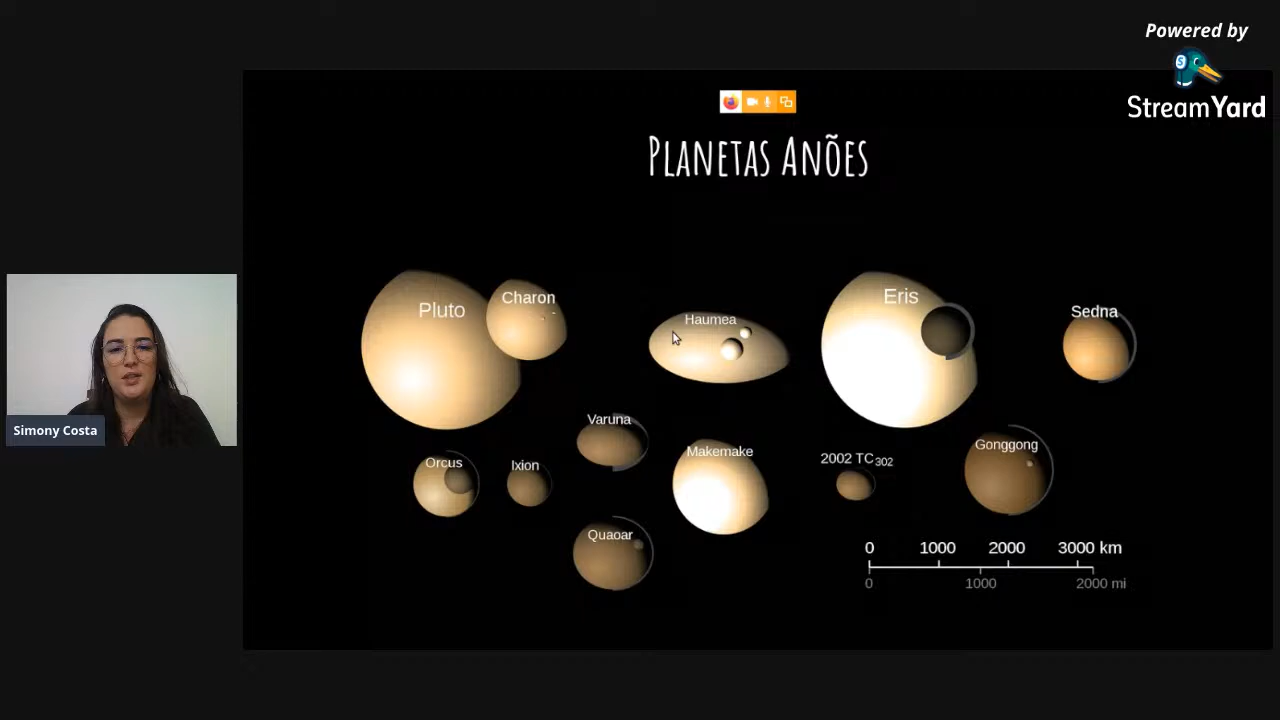 Powered by
StreamYard
Planetas Anões
Pluto
Charon
Haumea
Eris
Sedna
Varuna
Makemake
Gonggong
Orcus
Ixion
2002 TC302
Quaoar
0 1000 2000 3000 km
0 1000 2000 mi
Simony Costa